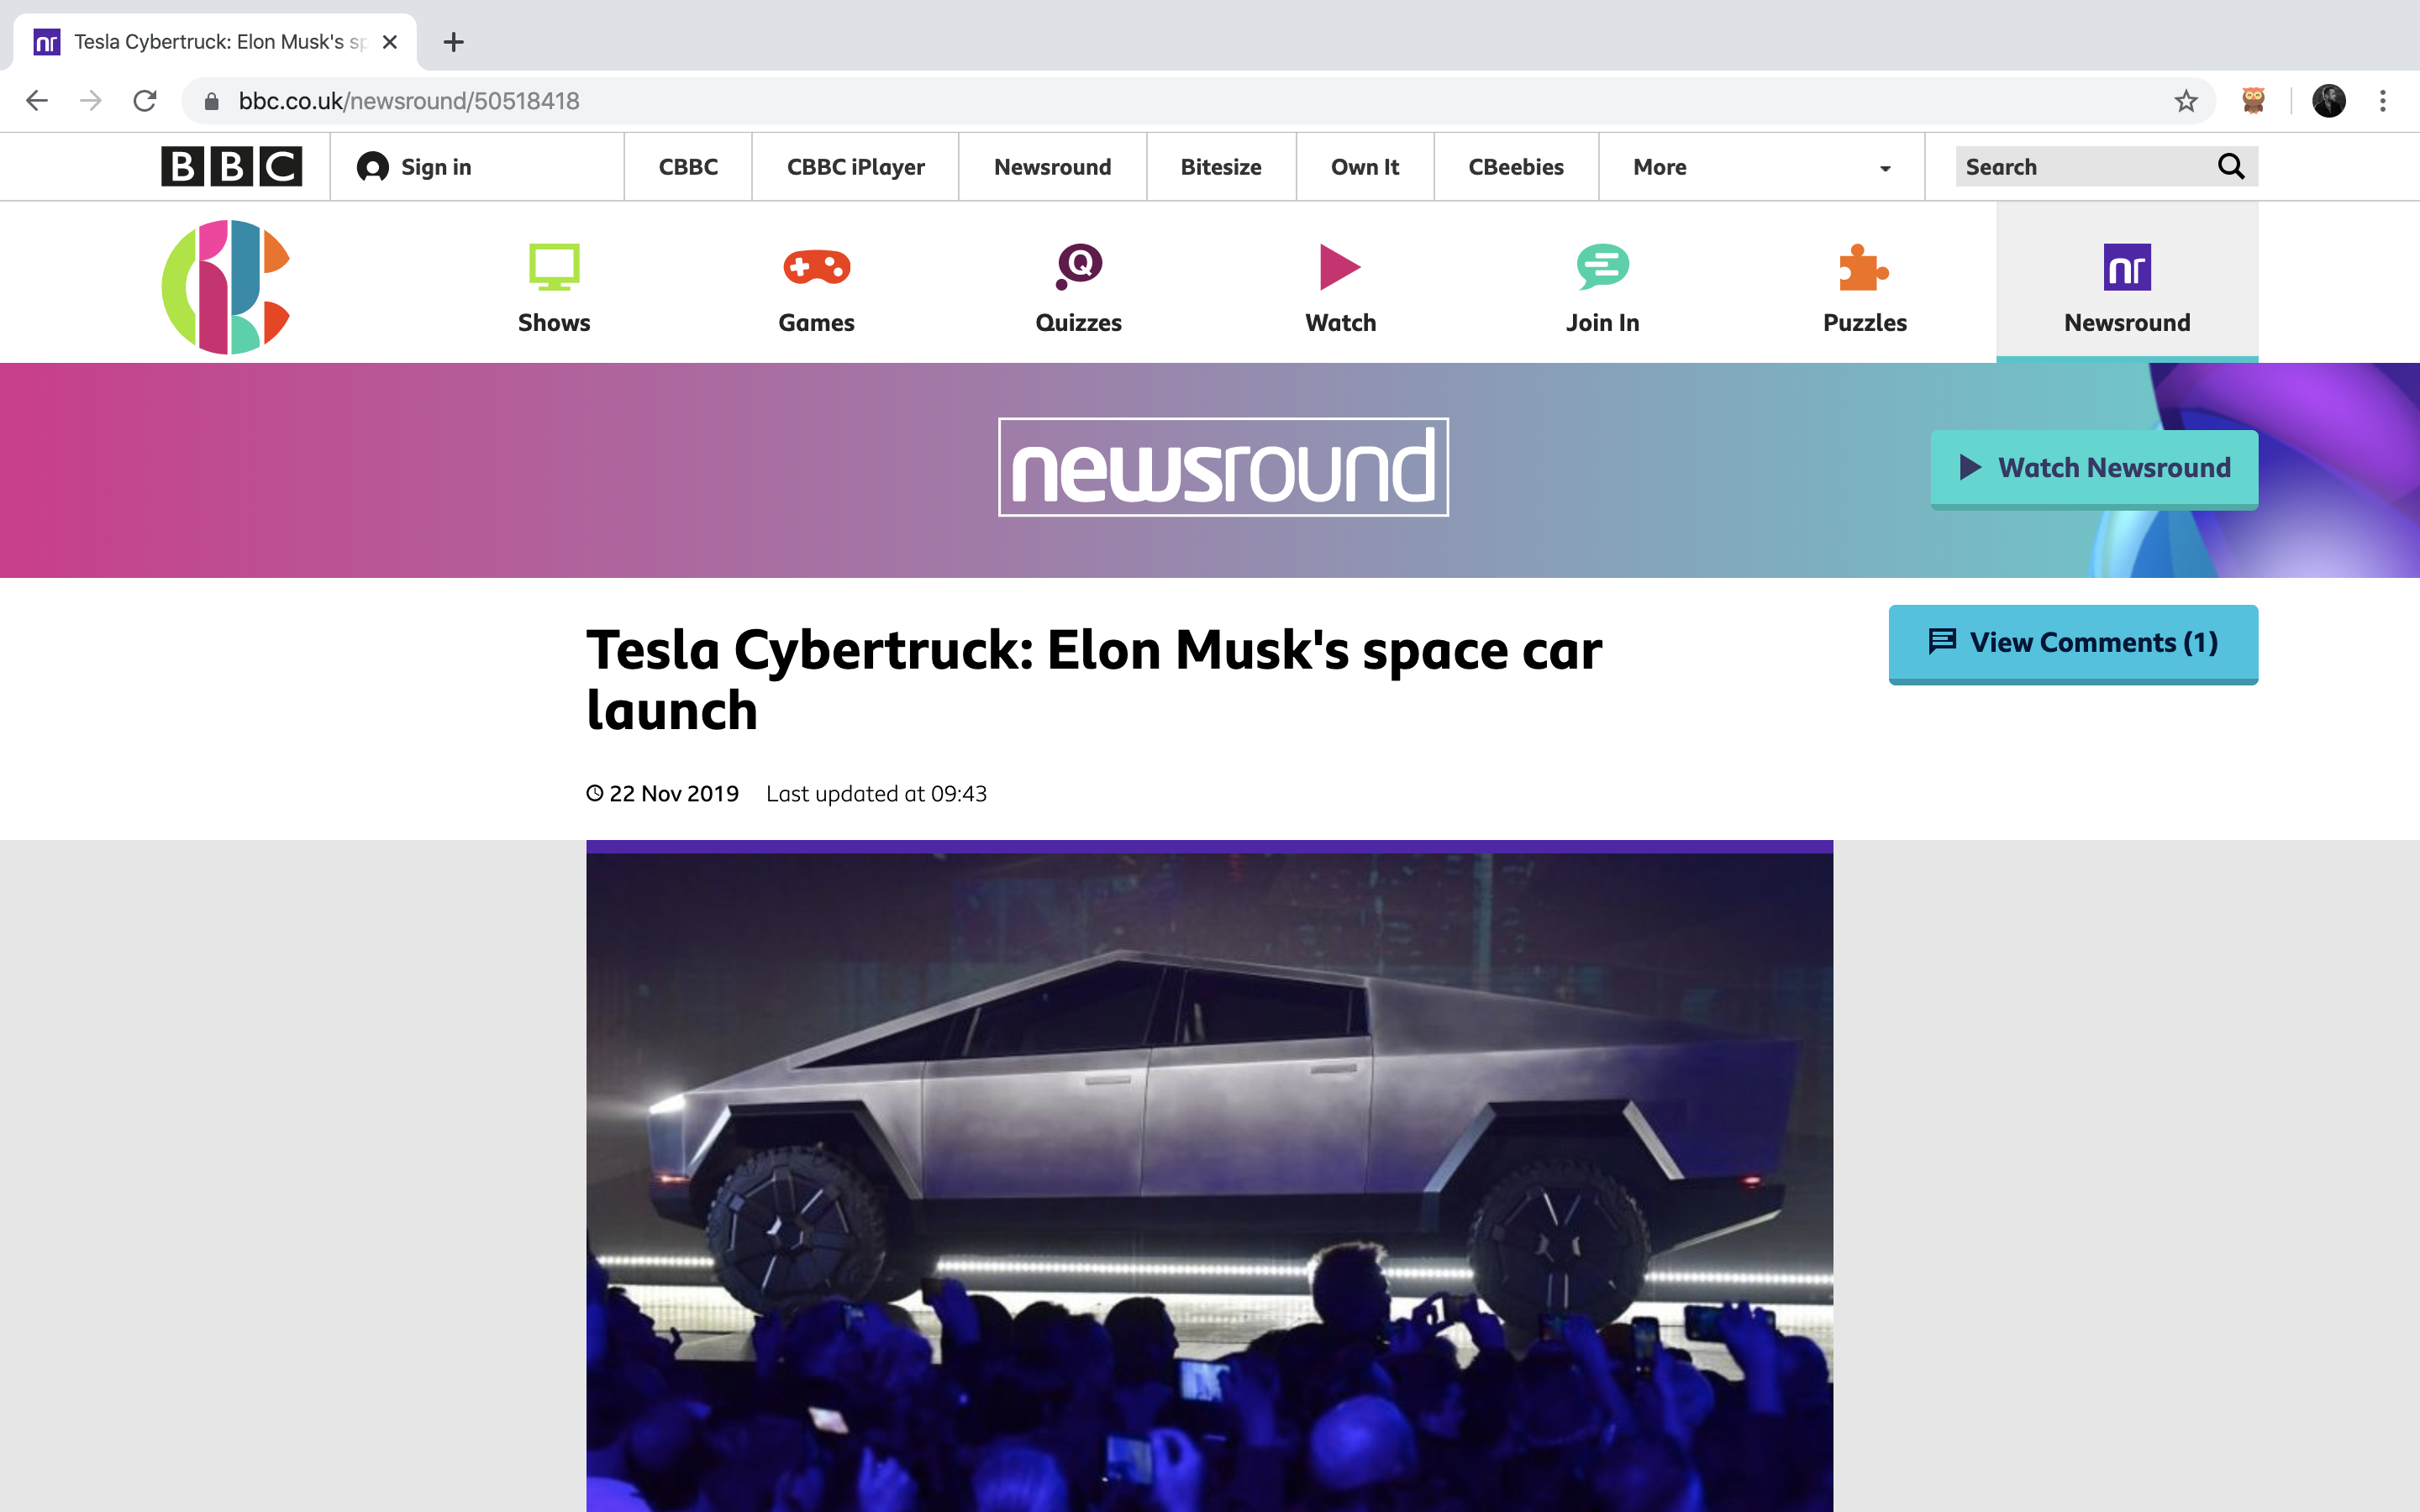 Tesla Cybertruck: Elon Musk's sp
bbc.co.uk/newsround/50518418
BBC Sign in CBBC CBBC iPlayer Newsround Bitesize Own It CBeebies More Search
Shows Games Quizzes Watch Join In Puzzles Newsround
newsround
Watch Newsround
Tesla Cybertruck: Elon Musk's space car
launch
View Comments (1)
22 Nov 2019 Last updated at 09:43